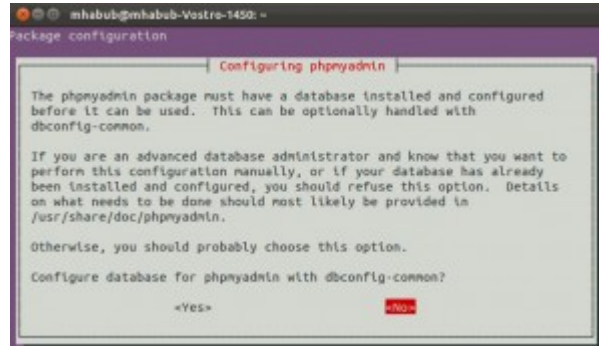 mhabub@mhabub-Vostro-1450: ~
Package configuration
Configuring phpmyadmin
The phpmyadmin package must have a database installed and configured
before it can be used. This can be optionally handled with
dbconfig-common.
If you are an advanced database administrator and know that you want to
perform this configuration manually, or if your database has already
been installed and configured, you should refuse this option. Details
on what needs to be done should most likely be provided in
/usr/share/doc/phpmyadmin.
Otherwise, you should probably choose this option.
Configure database for phpmyadmin with dbconfig-common?
<Yes> <No>